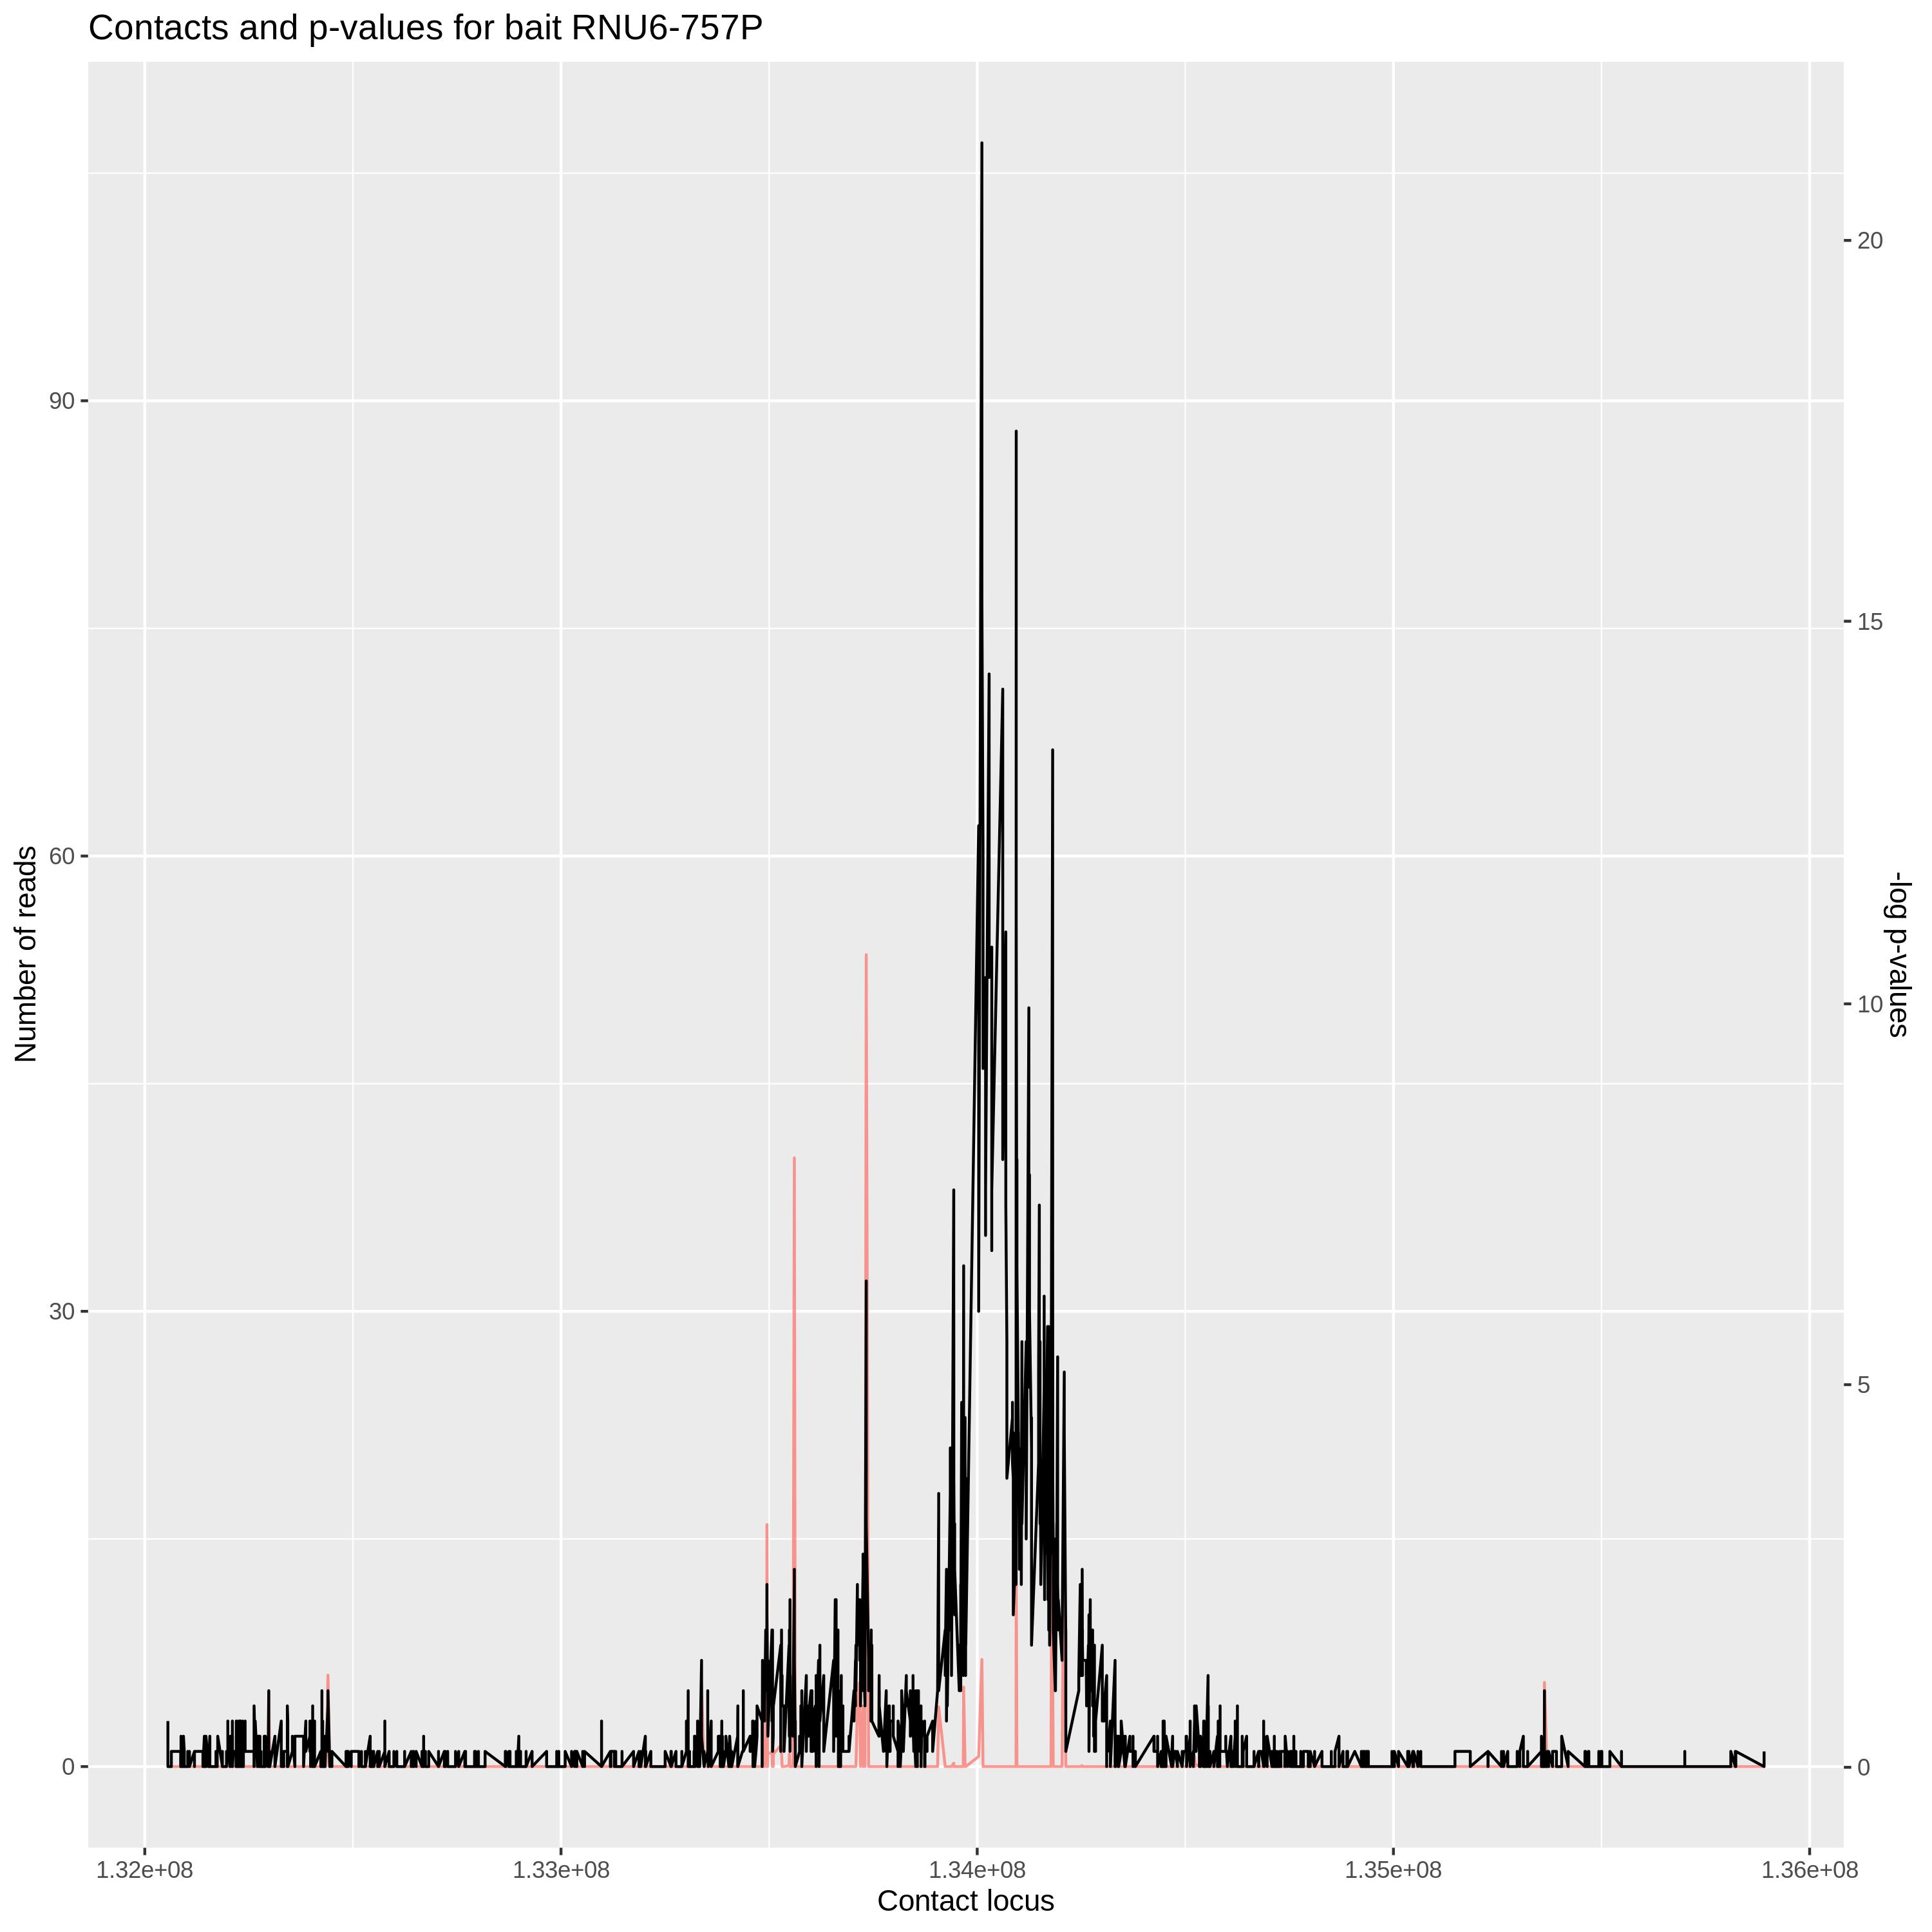 Contacts and p-values for bait RNU6-757P
Number of reads
90
60
30
0
20
15
10
5
0
-log p-values
1.32e+08
1.33e+08
1.34e+08
1.35e+08
1.36e+08
Contact locus